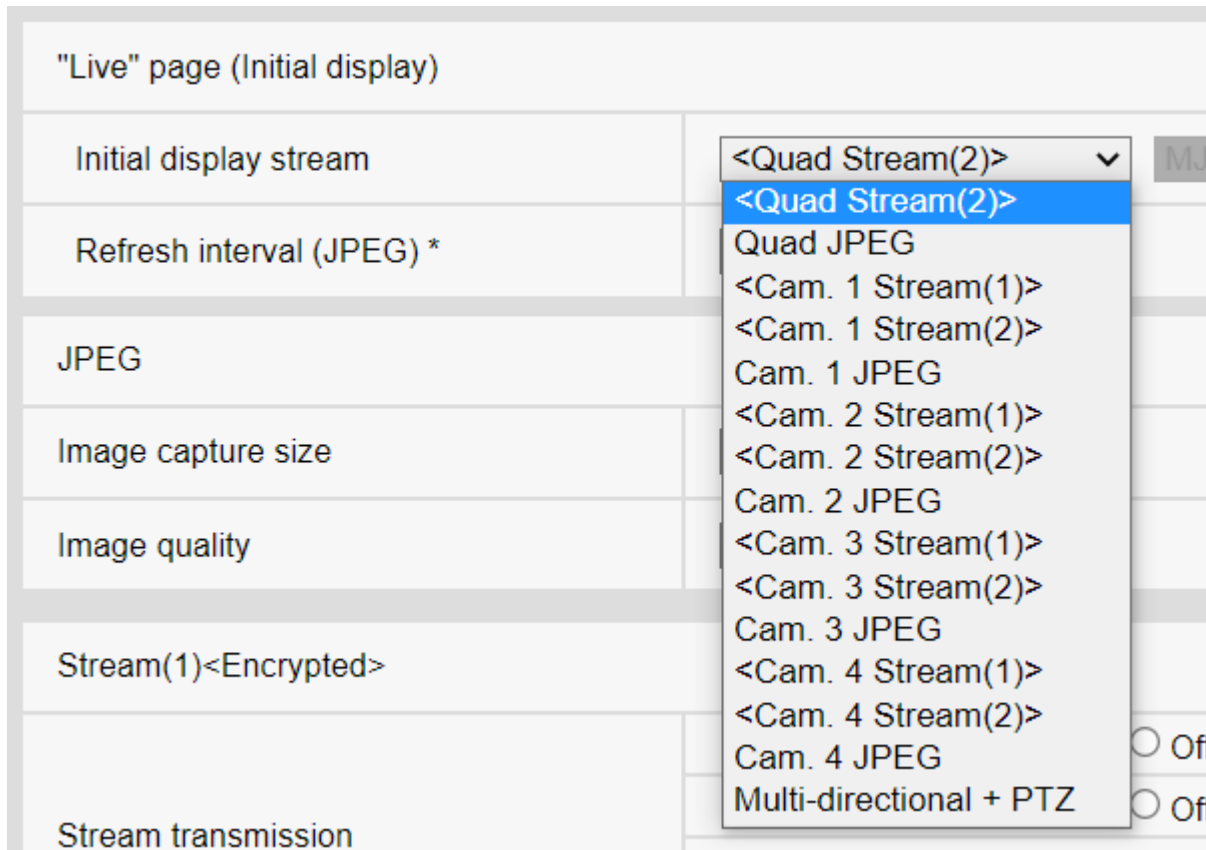 "Live" page (Initial display)
Initial display stream
<Quad Stream(2)>
MJ
<Quad Stream(2)>
Quad JPEG
<Cam. 1 Stream(1)>
<Cam. 1 Stream(2)>
Cam. 1 JPEG
<Cam. 2 Stream(1)>
<Cam. 2 Stream(2)>
Cam. 2 JPEG
<Cam. 3 Stream(1)>
<Cam. 3 Stream(2)>
Cam. 3 JPEG
<Cam. 4 Stream(1)>
<Cam. 4 Stream(2)>
Cam. 4 JPEG
Multi-directional + PTZ
Refresh interval (JPEG) *
JPEG
Image capture size
Image quality
Stream(1)<Encrypted>
Stream transmission
Of
Of